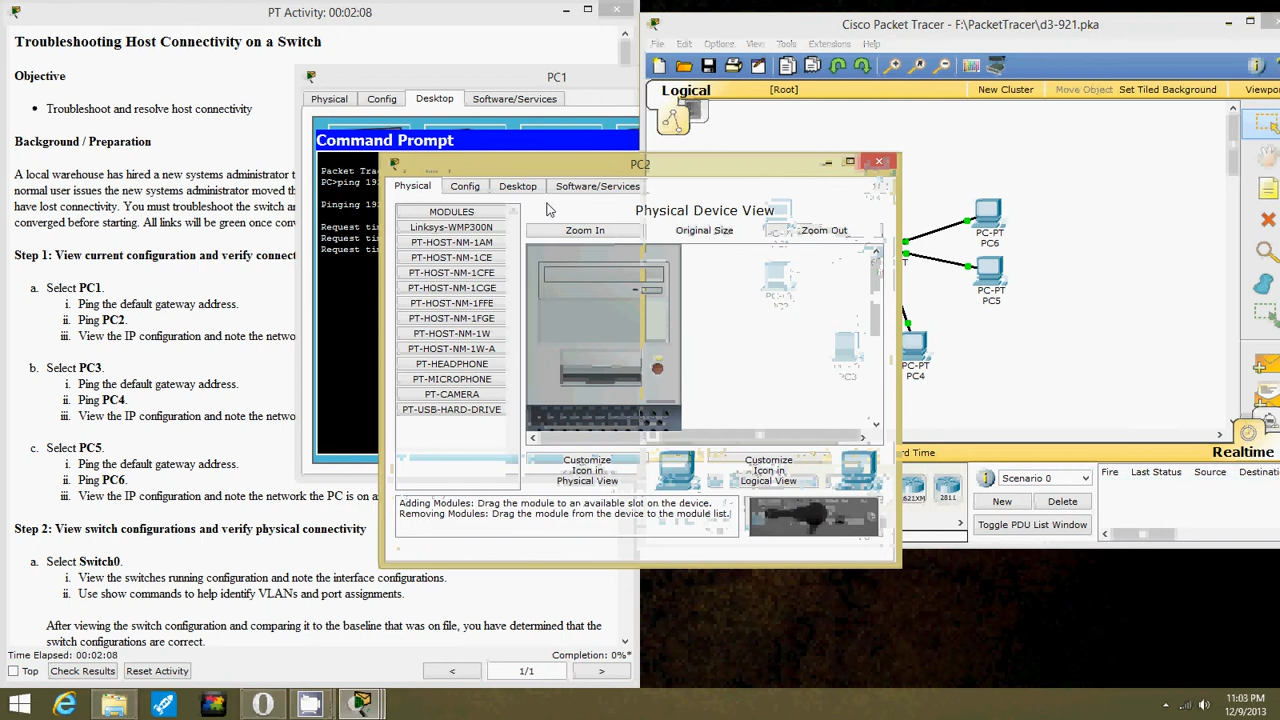 PT Activity: 00:02:08
Troubleshooting Host Connectivity on a Switch
Objective
Troubleshoot and resolve host connectivity
Background / Preparation
A local warehouse has hired a new systems administrator t
normal user issues the new systems administrator moved th
have lost connectivity. You must troubleshoot the switch an
converged before starting. All links will be green once conv
Step 1: View current configuration and verify connect
a. Select PC1.
i. Ping the default gateway address.
ii. Ping PC2.
iii. View the IP configuration and note the netwo
b. Select PC3.
i. Ping the default gateway address.
ii. Ping PC4.
iii. View the IP configuration and note the netwo
c. Select PC5.
i. Ping the default gateway address.
ii. Ping PC6.
iii. View the IP configuration and note the network the PC is on a
Step 2: View switch configurations and verify physical connectivity
a. Select Switch0.
i. View the switches running configuration and note the interface configurations.
ii. Use show commands to help identify VLANs and port assignments.
After viewing the switch configuration and comparing it to the baseline that was on file, you have determined that the
switch configurations are correct.
Time Elapsed: 00:02:08
Completion: 0%*
Top
Check Results
Reset Activity
<
1/1
>
PC1
Physical
Config
Desktop
Software/Services
Command Prompt
Packet Trac
PC>ping 19
Pinging 192
Request tim
Request tim
Request tim
PC2
Physical
Config
Desktop
Software/Services
MODULES
Linksys-WMP300N
PT-HOST-NM-1AM
PT-HOST-NM-1CE
PT-HOST-NM-1CFE
PT-HOST-NM-1CGE
PT-HOST-NM-1FFE
PT-HOST-NM-1FGE
PT-HOST-NM-1W
PT-HOST-NM-1W-A
PT-HEADPHONE
PT-MICROPHONE
PT-CAMERA
PT-USB-HARD-DRIVE
Physical Device View
Zoom In
Original Size
Zoom Out
Customize
Icon in
Physical View
Customize
Icon in
Logical View
Adding Modules: Drag the module to an available slot on the device.
Removing Modules: Drag the module from the device to the module list.
Cisco Packet Tracer - F:\PacketTracer\d3-921.pka
File
Edit
Options
View
Tools
Extensions
Help
Logical
[Root]
New Cluster
Move Object
Set Tiled Background
Viewpo
PC-PT
PC6
PC-PT
PC5
PC-PT
PC4
PC3
Realtime
Scenario 0
New
Delete
Toggle PDU List Window
Fire
Last Status
Source
Destinati
2811
11:03 PM
12/9/2013